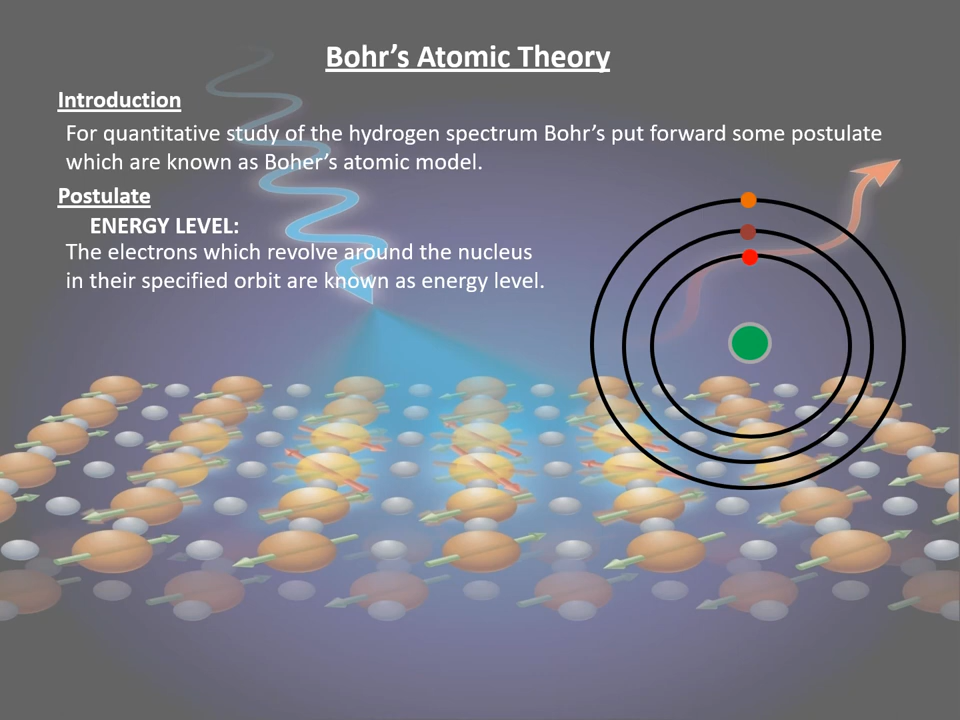 Bohr’s Atomic Theory
Introduction
For quantitative study of the hydrogen spectrum Bohr’s put forward some postulate
which are known as Boher’s atomic model.
Postulate
ENERGY LEVEL:
The electrons which revolve around the nucleus
in their specified orbit are known as energy level.